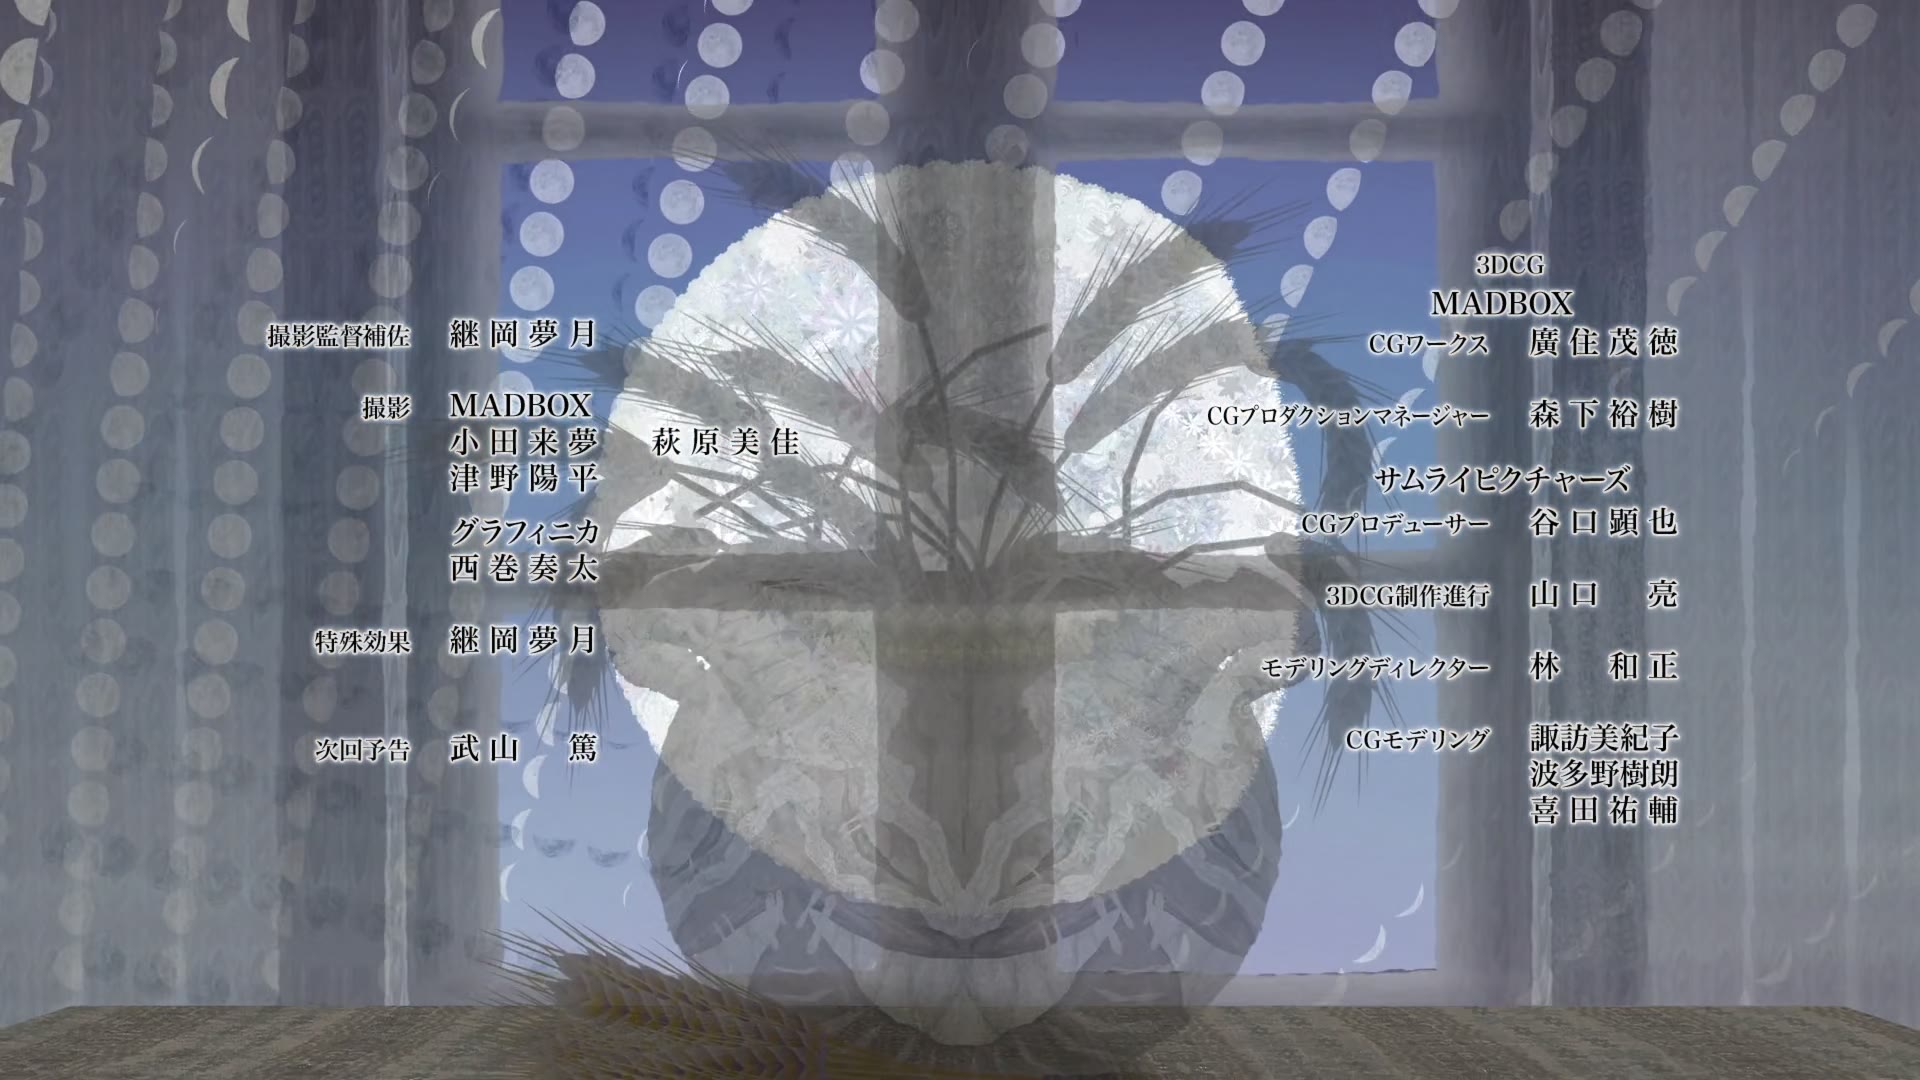 撮影監督補佐 継岡夢月
撮影 MADBOX
小田来夢 萩原美佳
津野陽平
グラフィニカ
西巻奏太
特殊効果 継岡夢月
次回予告 武山 篤
3DCG
MADBOX
CGワークス 廣住茂徳
CGプロダクションマネージャー 森下裕樹
サムライピクチャーズ
CGプロデューサー 谷口顕也
3DCG制作進行 山口 亮
モデリングディレクター 林 和正
CGモデリング 諏訪美紀子
波多野樹朗
喜田祐輔